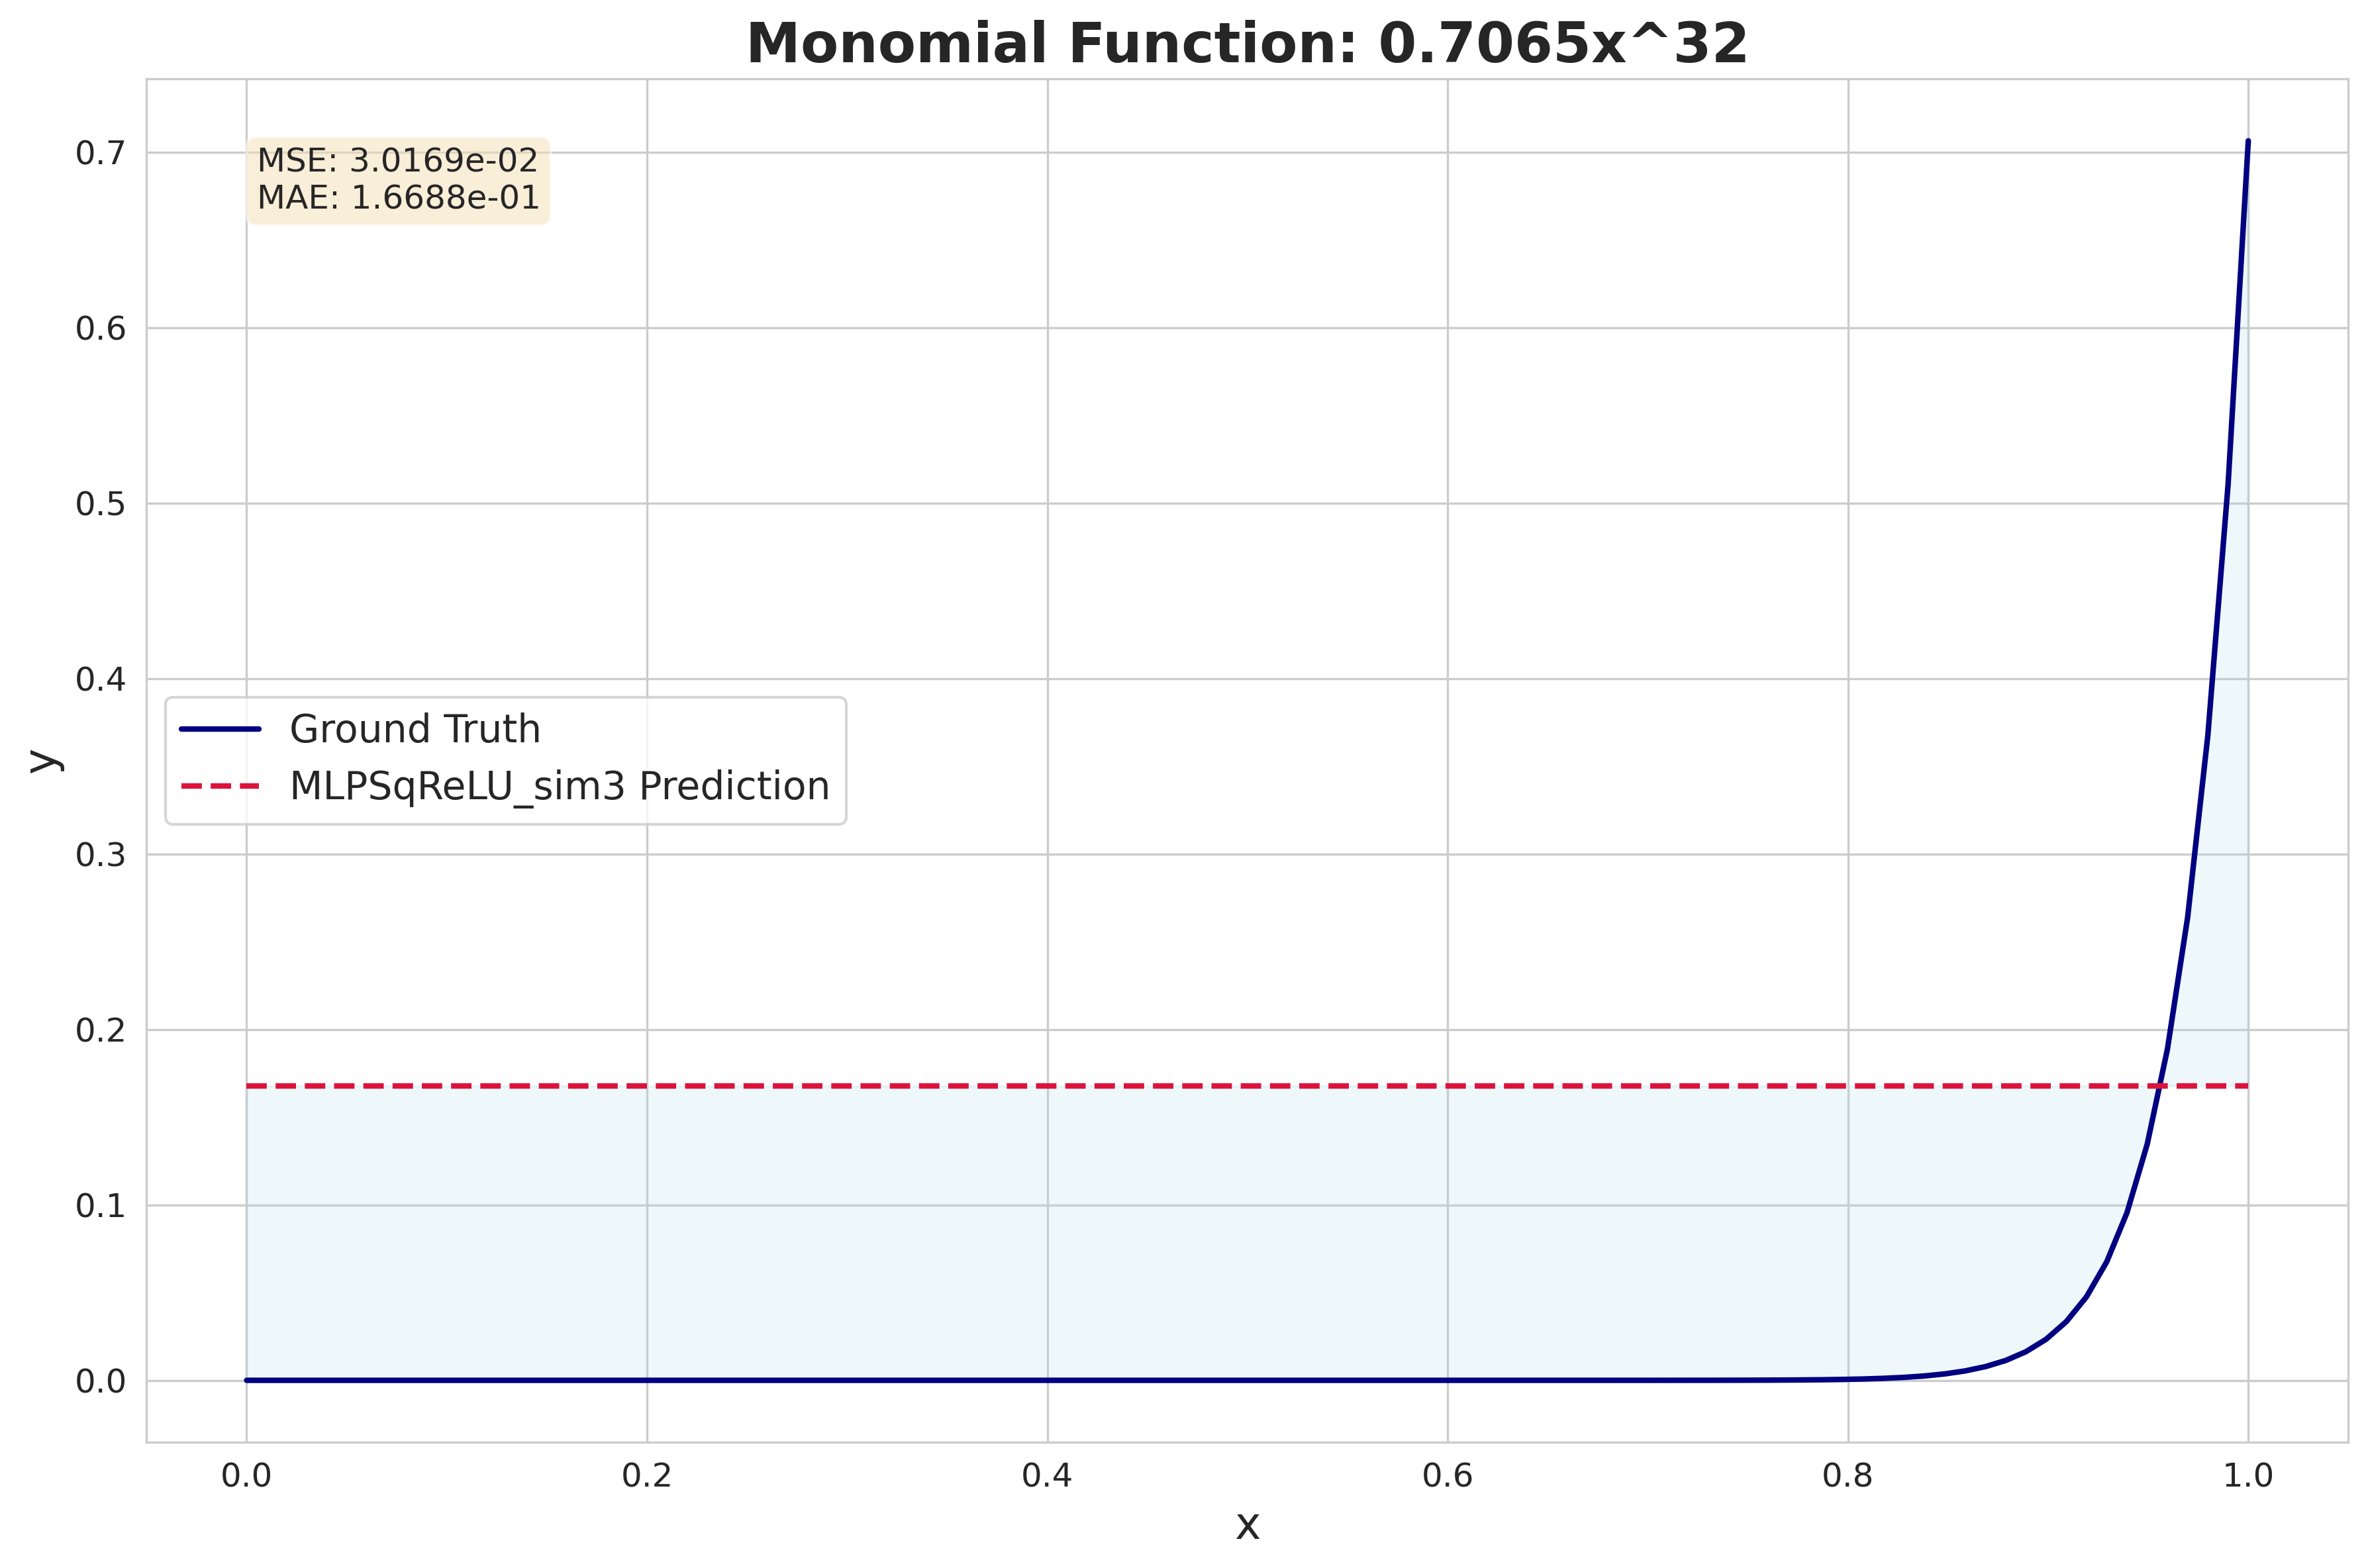 Monomial Function: 0.7065x^32
MSE: 3.0169e-02
MAE: 1.6688e-01
0.7
0.6
0.5
0.4
0.3
0.2
0.1
0.0
y
Ground Truth
MLPSqReLU_sim3 Prediction
0.0 0.2 0.4 0.6 0.8 1.0
x